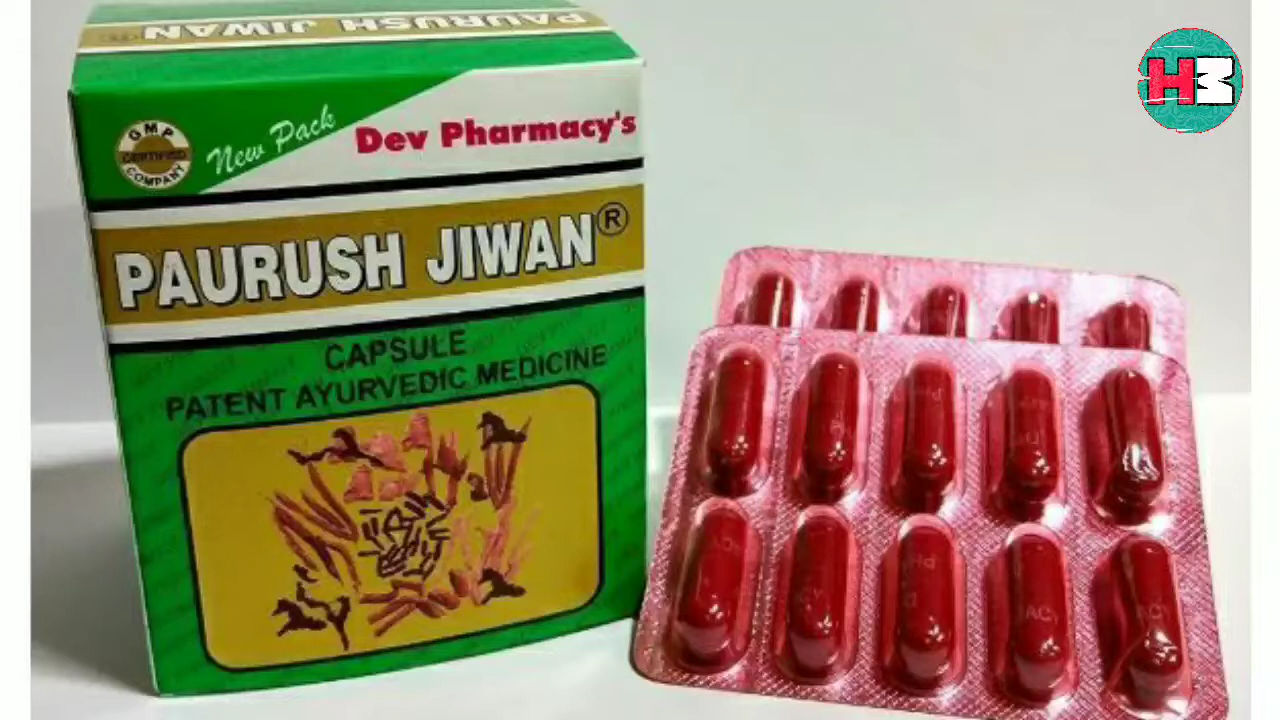 PAURUSH JIWAN
GMP
CERTIFIED
COMPANY
New Pack
Dev Pharmacy's
PAURUSH JIWAN®
CAPSULE
PATENT AYURVEDIC MEDICINE
H3